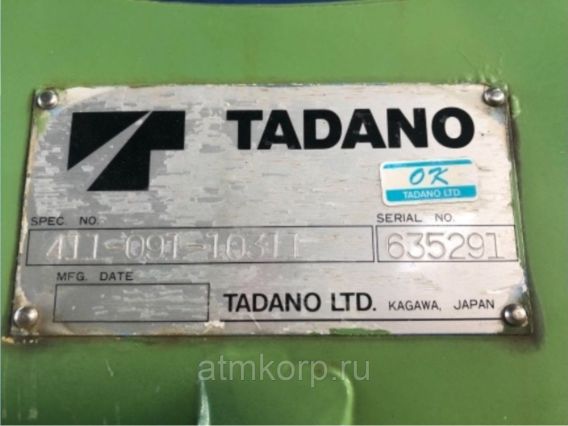 TADANO
OK
TADANO LTD.
SPEC. NO.
SERIAL NO.
411-091-10311
635291
MFG. DATE
TADANO LTD. KAGAWA, JAPAN
atmkorp.ru